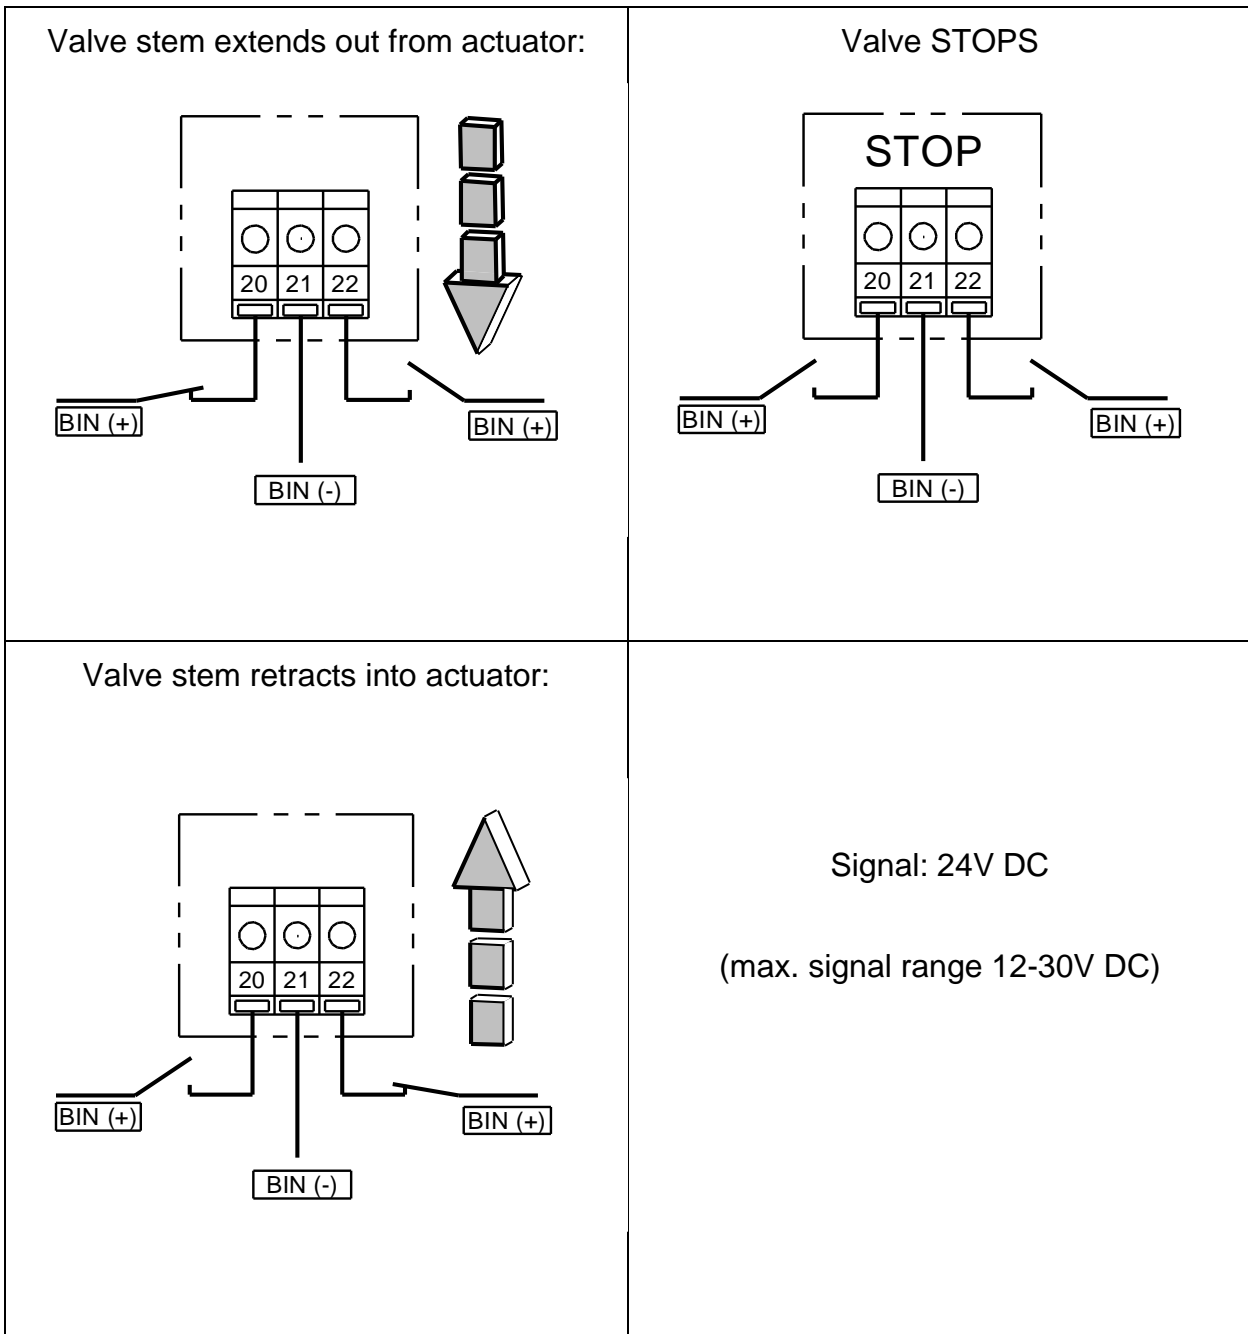 Valve stem extends out from actuator:
20 21 22
BIN (+)
BIN (+)
BIN (-)
Valve STOPS
STOP
20 21 22
BIN (+)
BIN (+)
BIN (-)
Valve stem retracts into actuator:
20 21 22
BIN (+)
BIN (+)
BIN (-)
Signal: 24V DC
(max. signal range 12-30V DC)